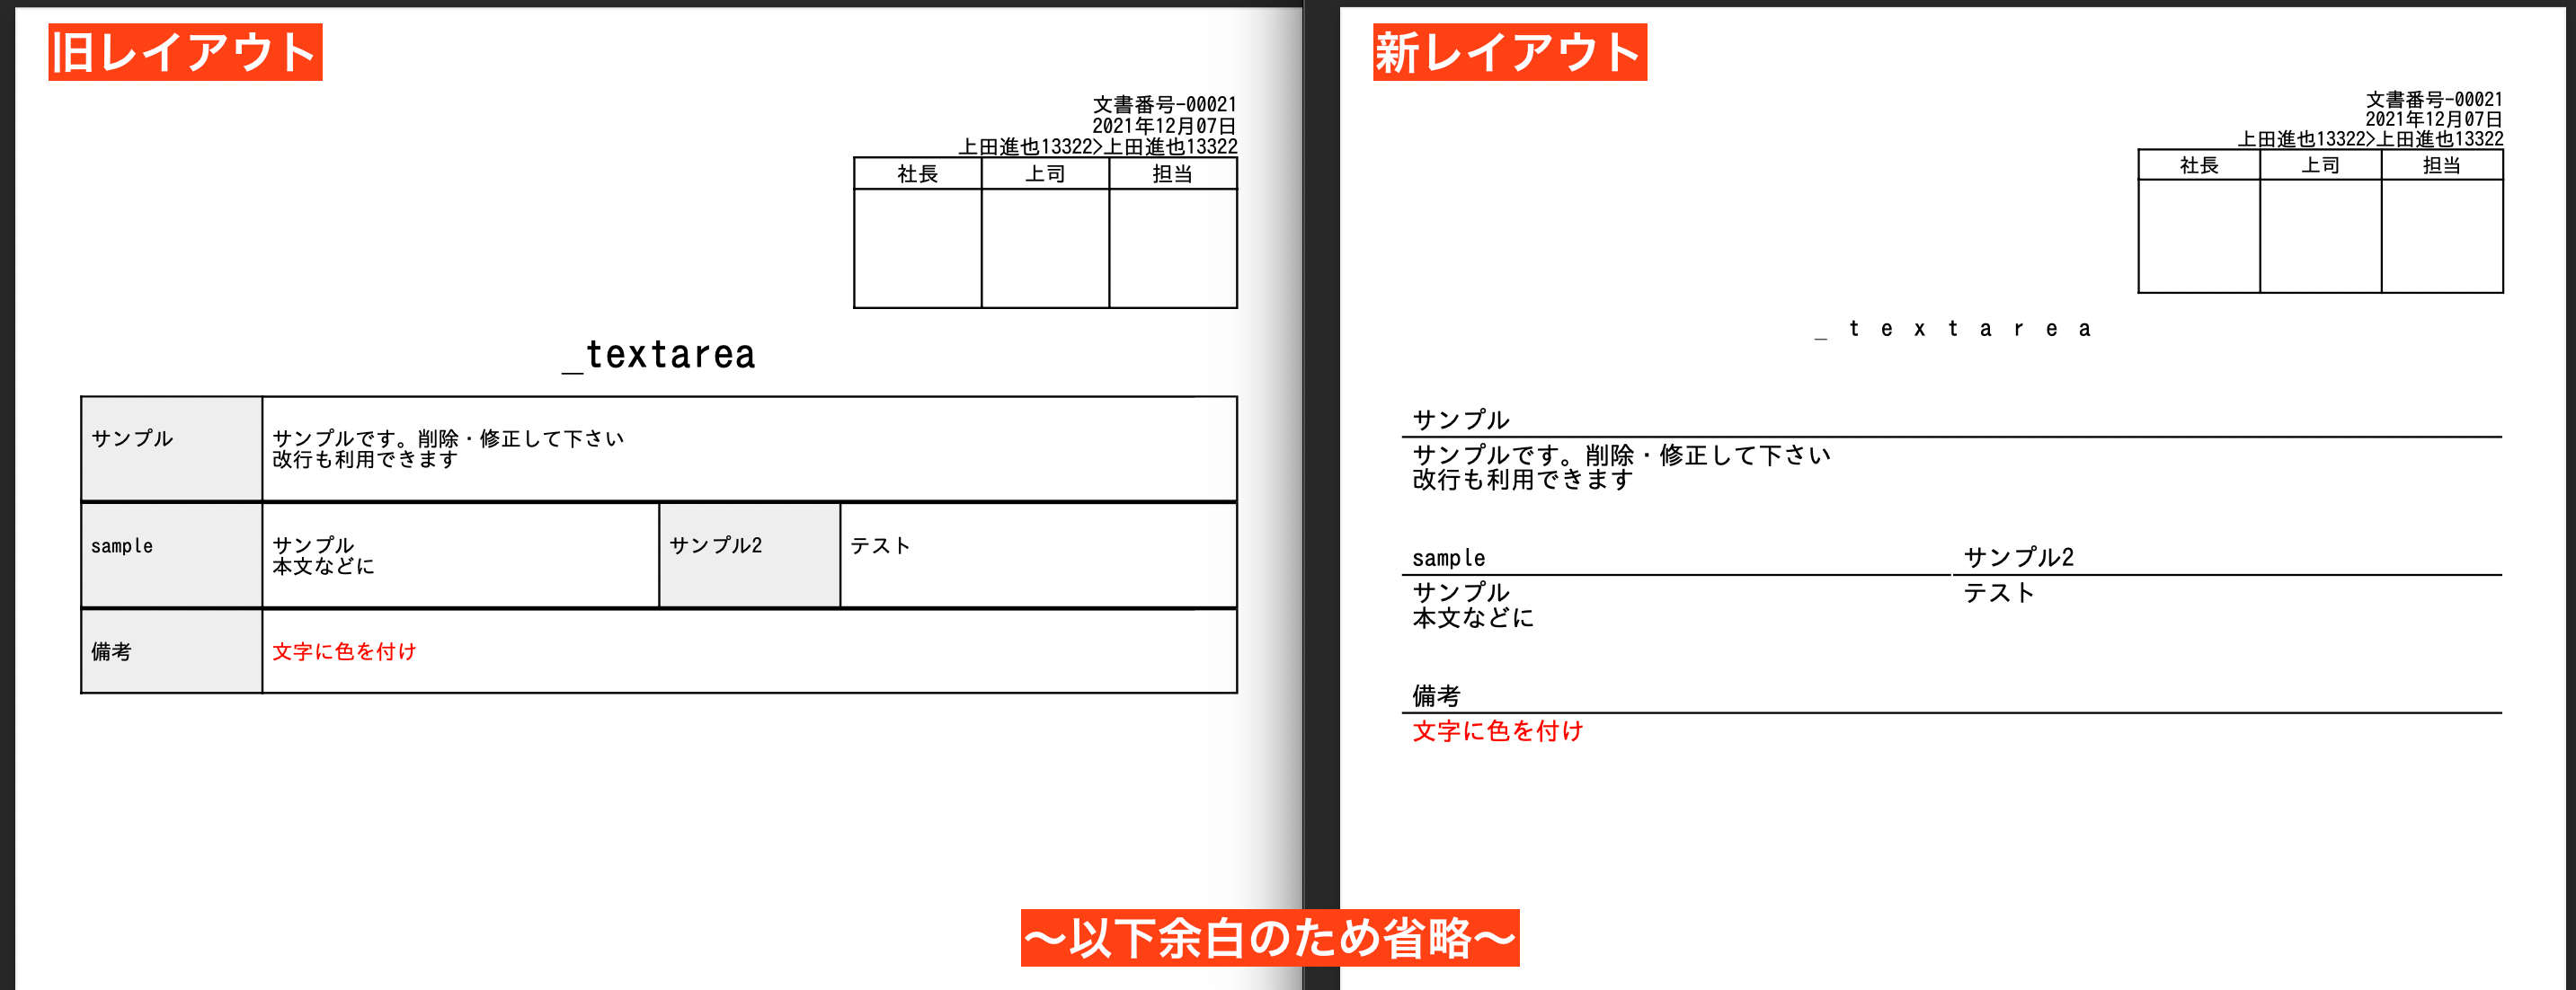 旧レイアウト
文書番号-00021
2021年12月07日
上田進也13322>上田進也13322
社長 上司 担当
_textarea
サンプル サンプルです。削除・修正して下さい
改行も利用できます
sample サンプル サンプル2 テスト
本文などに
備考 文字に色を付け
新レイアウト
文書番号-00021
2021年12月07日
上田進也13322>上田進也13322
社長 上司 担当
_ t e x t a r e a
サンプル
サンプルです。削除・修正して下さい
改行も利用できます
sample サンプル2
サンプル テスト
本文などに
備考
文字に色を付け
〜以下余白のため省略〜